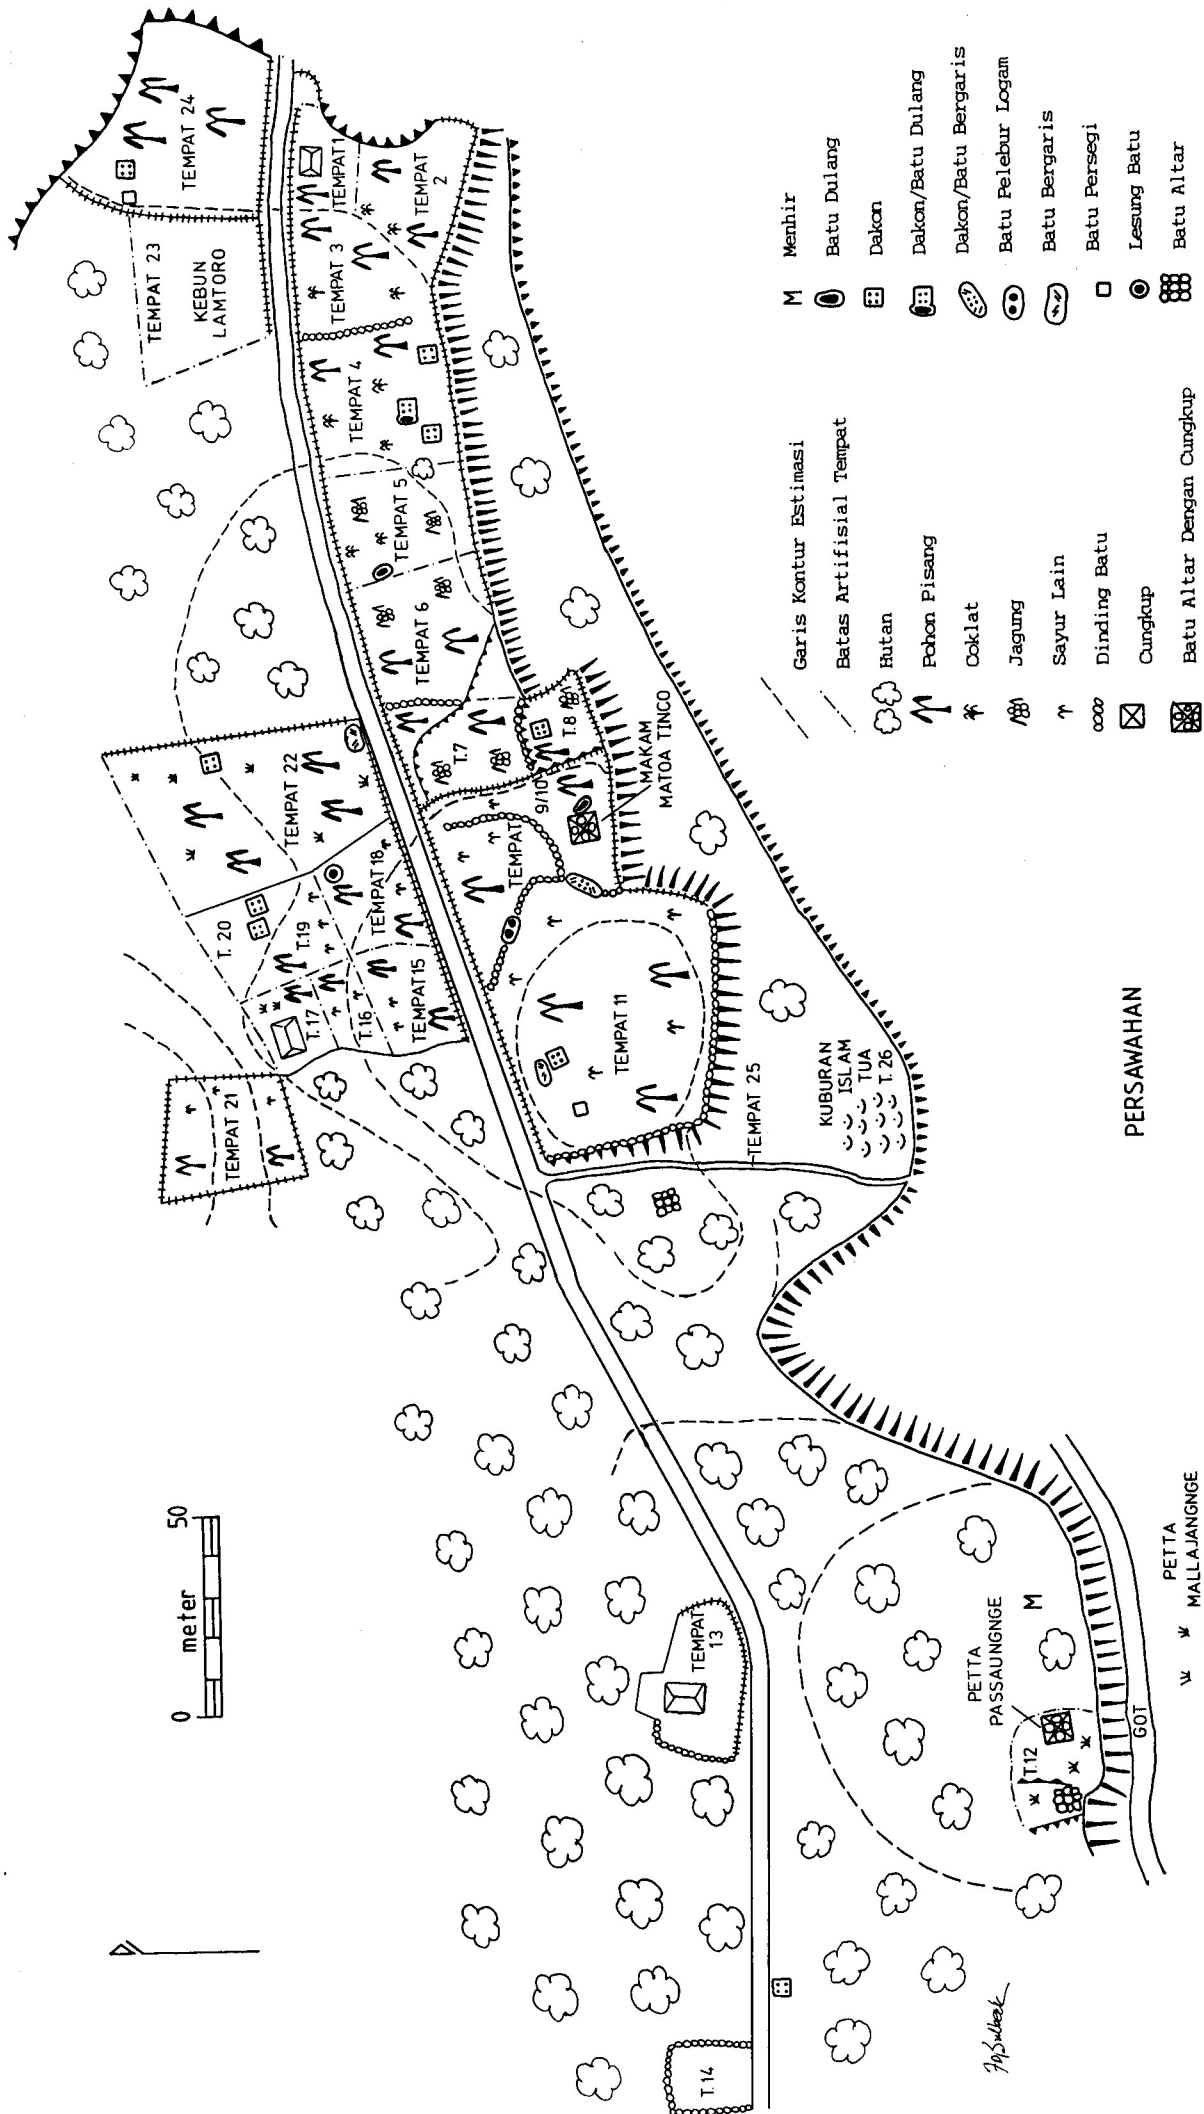 0 meter 50
TEMPAT 24
TEMPAT 23
KEBUN
LAMTORO
TEMPAT 1
TEMPAT
2
TEMPAT 3
TEMPAT 4
TEMPAT 5
TEMPAT 6
T.7
T.8
TEMPAT 9/10
MAKAM
MATOA TINCO
TEMPAT 22
T. 20
T.19
TEMPAT 18
T.17
T.16
TEMPAT 15
TEMPAT 21
TEMPAT 11
TEMPAT 25
KUBURAN
ISLAM
TUA
T. 26
PERSAWAHAN
TEMPAT
13
T.14
PETTA
PASSAUNGNGE
M
T.12
GOT
PETTA
MALLAJANGNGE
Garis Kontur Estimasi
Batas Artifisial Tempat
Hutan
Pohon Pisang
Coklat
Jagung
Sayur Lain
Dinding Batu
Cungkup
Batu Altar Dengan Cungkup
M Menhir
Batu Dulang
Dakon
Dakon/Batu Dulang
Dakon/Batu Bergaris
Batu Pelebur Logam
Batu Bergaris
Batu Persegi
Lesung Batu
Batu Altar